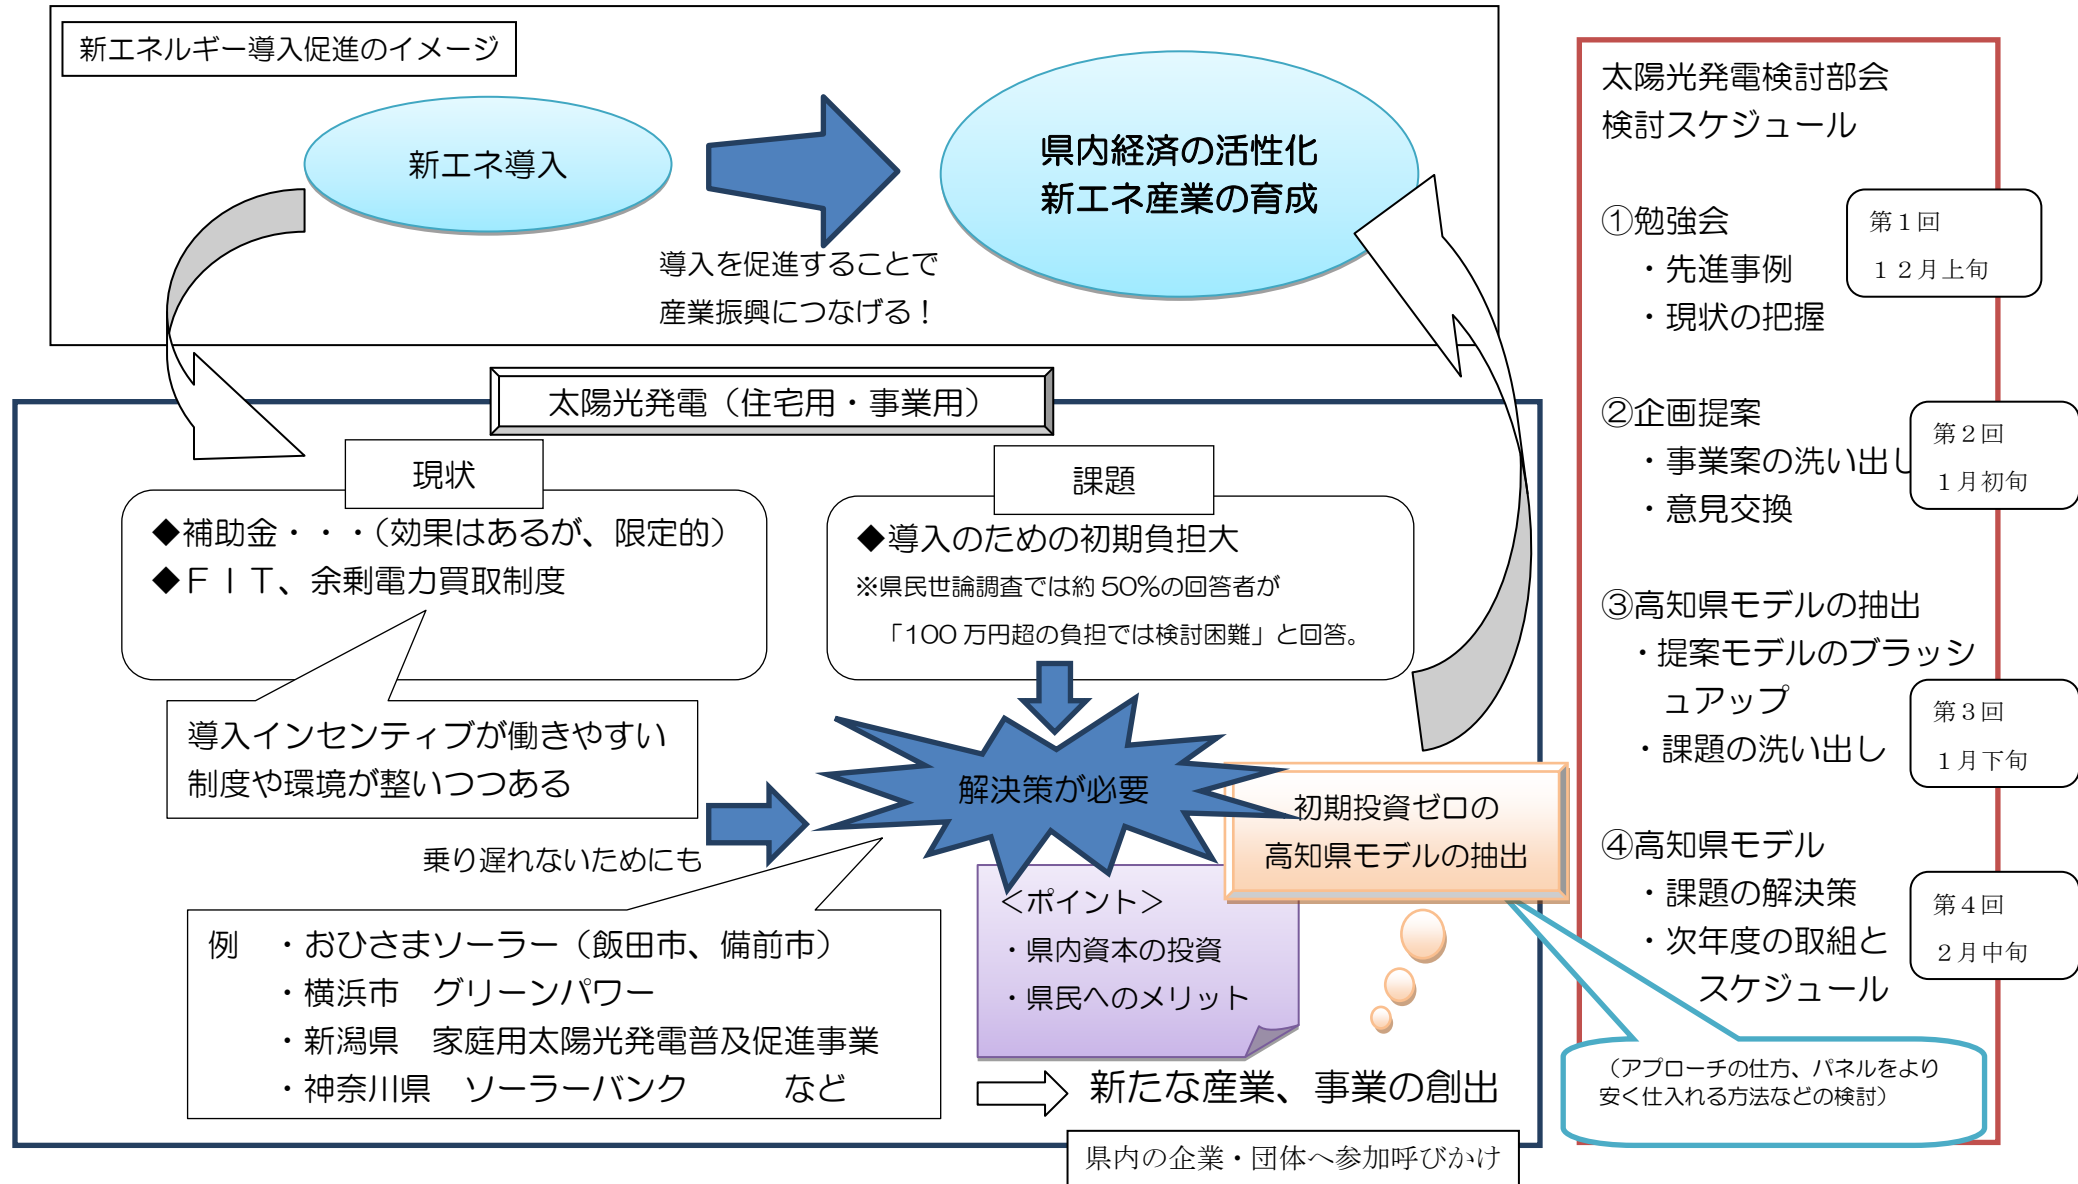 新エネルギー導入促進のイメージ
新エネ導入
県内経済の活性化
新エネ産業の育成
導入を促進することで
産業振興につなげる！
太陽光発電（住宅用・事業用）
現状
◆補助金・・・（効果はあるが、限定的）
◆ＦＩＴ、余剰電力買取制度
導入インセンティブが働きやすい
制度や環境が整いつつある
課題
◆導入のための初期負担大
※県民世論調査では約50%の回答者が
「100万円超の負担では検討困難」と回答。
解決策が必要
乗り遅れないためにも
例　・おひさまソーラー（飯田市、備前市）
・横浜市　グリーンパワー
・新潟県　家庭用太陽光発電普及促進事業
・神奈川県　ソーラーバンク　　　など
初期投資ゼロの
高知県モデルの抽出
＜ポイント＞
・県内資本の投資
・県民へのメリット
新たな産業、事業の創出
県内の企業・団体へ参加呼びかけ
太陽光発電検討部会
検討スケジュール
①勉強会
・先進事例
・現状の把握
第１回
１２月上旬
②企画提案
・事業案の洗い出し
・意見交換
第２回
１月初旬
③高知県モデルの抽出
・提案モデルのブラッシ
ュアップ
・課題の洗い出し
第３回
１月下旬
④高知県モデル
・課題の解決策
・次年度の取組と
スケジュール
第４回
２月中旬
（アプローチの仕方、パネルをより
安く仕入れる方法などの検討）